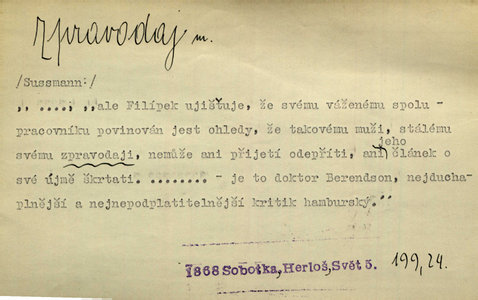 zpravodaj m.
/Sussmann:/
,, ...., ,,ale Filípek ujišťuje, že svému váženému spolu -
pracovníku povinován jest ohledy, že takovému muži, stálému
svému zpravodaji, nemůže ani přijetí odepříti, ani jeho článek o
své újmě škrtati. ........ - je to doktor Berendson, nejducha-
plnější a nejnepodplatitelnější kritik hamburský."
1868 Sobotka, Herloš, Svět 5. 199,24.